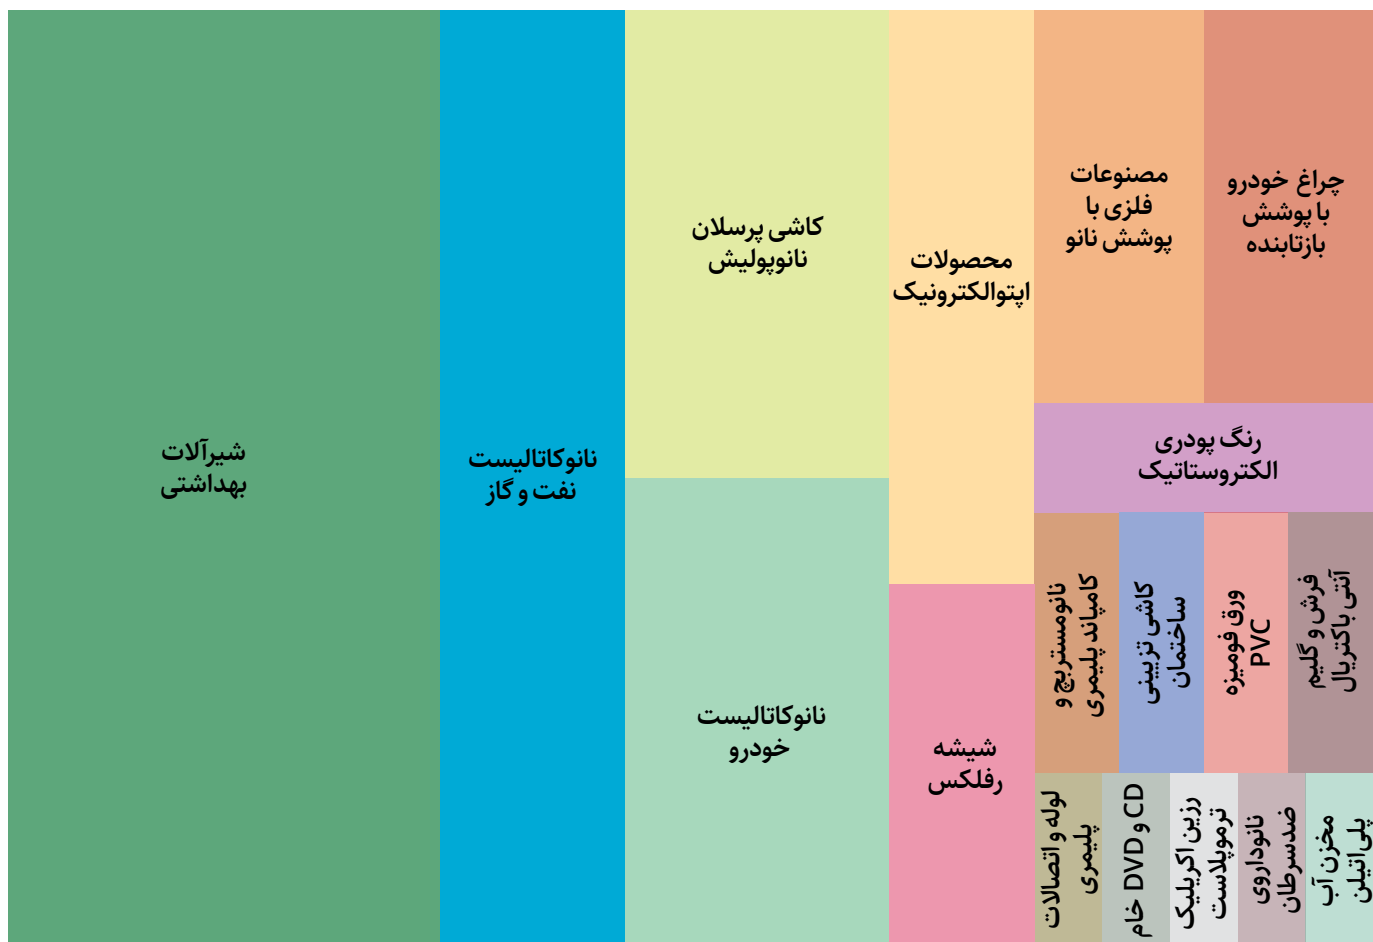 چراغ خودرو
با پوشش
بازتابنده
مصنوعات
فلزی با
پوشش نانو
محصولات
اپتوالکترونیک
کاشی پرسلان
نانوپولیش
نانوکاتالیست
نفت و گاز
شیرآلات
بهداشتی
رنگ پودری
الکترواستاتیک
فرش و گلیم
آنتی باکتریال
ورق فومیزه
PVC
کاشی تزیینی
ساختمان
نانومستربچ و
کامپاند پلیمری
شیشه
رفلکس
نانوکاتالیست
خودرو
مخزن آب
پلی‌اتیلن
نانوداروی
ضدسرطان
رزین اکریلیک
ترموپلاست
CD و DVD خام
لوله و اتصالات
پلیمری